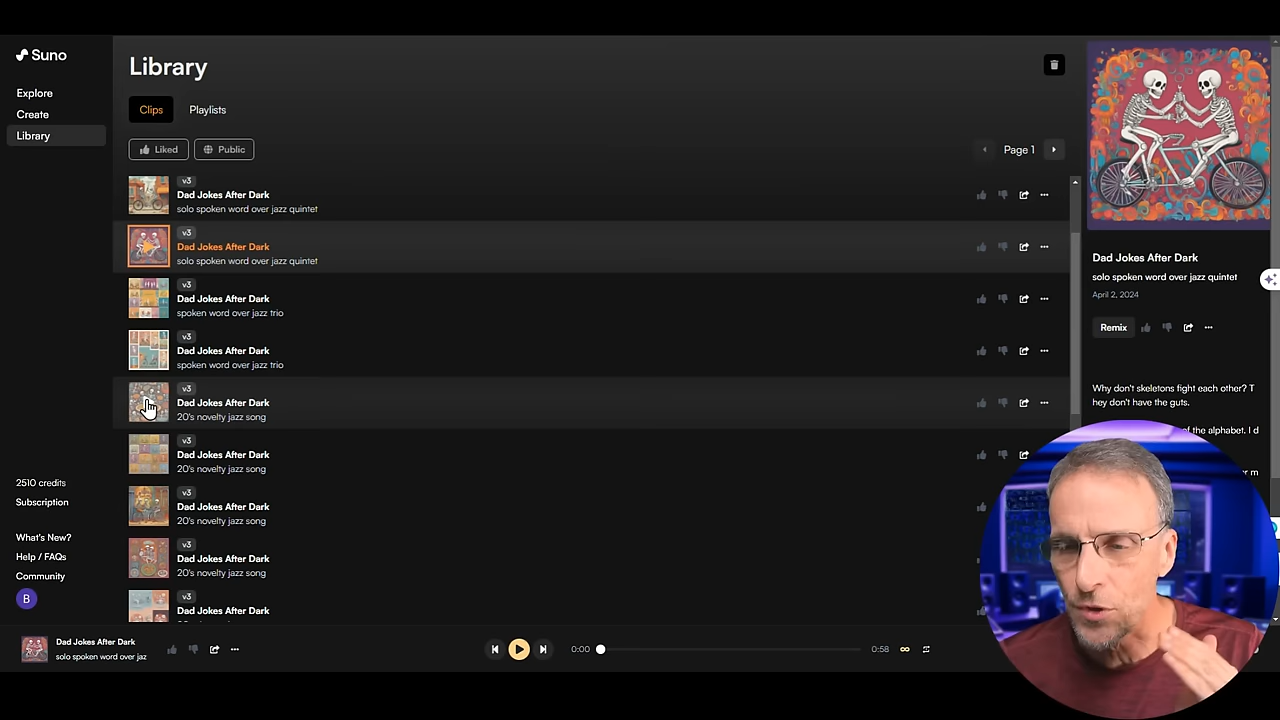 Suno
Explore
Create
Library
2510 credits
Subscription
What's New?
Help / FAQs
Community
B
Library
Clips
Playlists
Liked
Public
Page 1
v3
Dad Jokes After Dark
solo spoken word over jazz quintet
v3
Dad Jokes After Dark
solo spoken word over jazz quintet
v3
Dad Jokes After Dark
spoken word over jazz trio
v3
Dad Jokes After Dark
spoken word over jazz trio
v3
Dad Jokes After Dark
20's novelty jazz song
v3
Dad Jokes After Dark
20's novelty jazz song
v3
Dad Jokes After Dark
20's novelty jazz song
v3
Dad Jokes After Dark
20's novelty jazz song
v3
Dad Jokes After Dark
Dad Jokes After Dark
solo spoken word over jazz quintet
April 2, 2024
Remix
Why don't skeletons fight each other? T
hey don't have the guts.
of the alphabet. I d
r m
Dad Jokes After Dark
solo spoken word over jaz
0:00
0:58